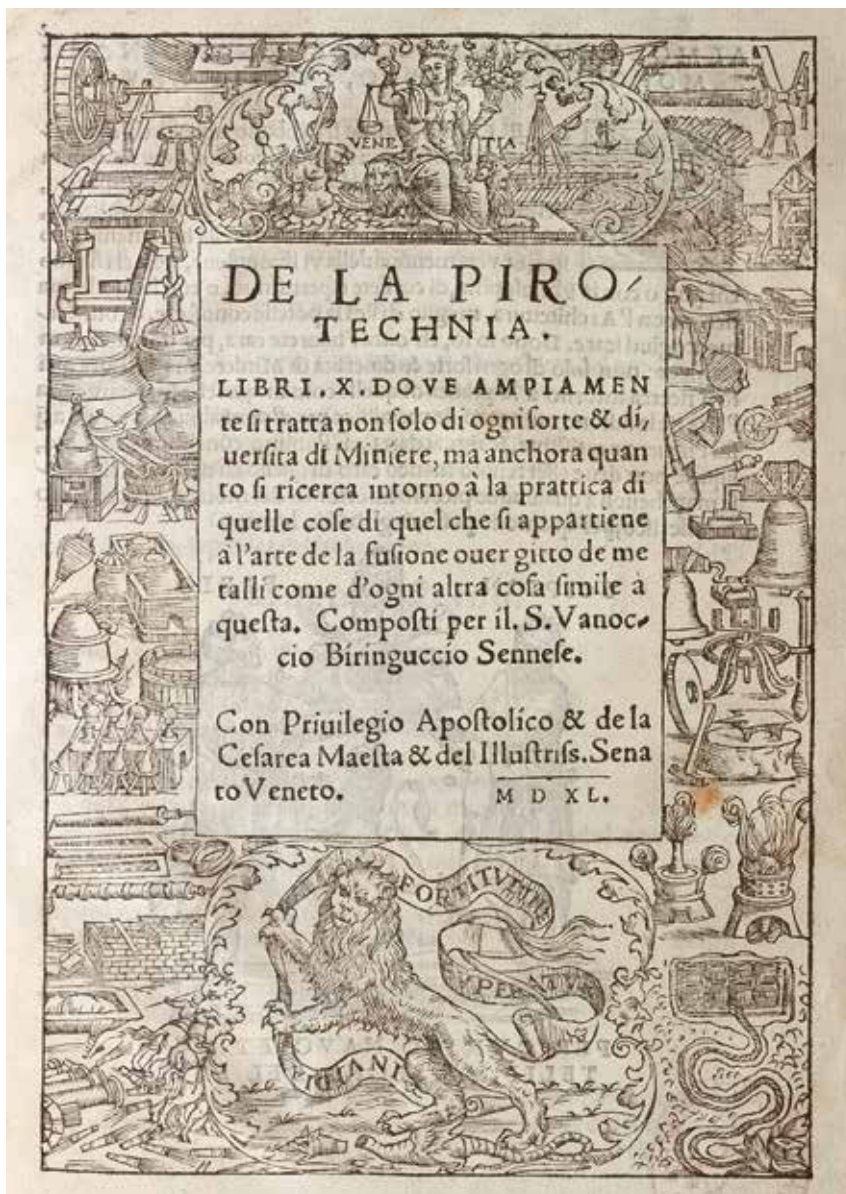 VENE TIA
DE LA PIRO/
TECHNIA.
LIBRI. X. DOVE AMPIAMEN
te ſi tratta non ſolo di ogni ſorte & di/
uerſita di Miniere, ma anchora quan
to ſi ricerca intorno à la prattica di
quelle coſe di quel che ſi appartiene
à l'arte de la fuſione ouer gitto de me
talli come d'ogni altra coſa ſimile a
queſta. Compoſti per il. S. Vanoc⸗
cio Biringuccio Senneſe.
Con Priuilegio Apoſtolico & de la
Ceſarea Maeſta & del Illuſtriſs. Sena
to Veneto. M D XL.
FORTITVDINE